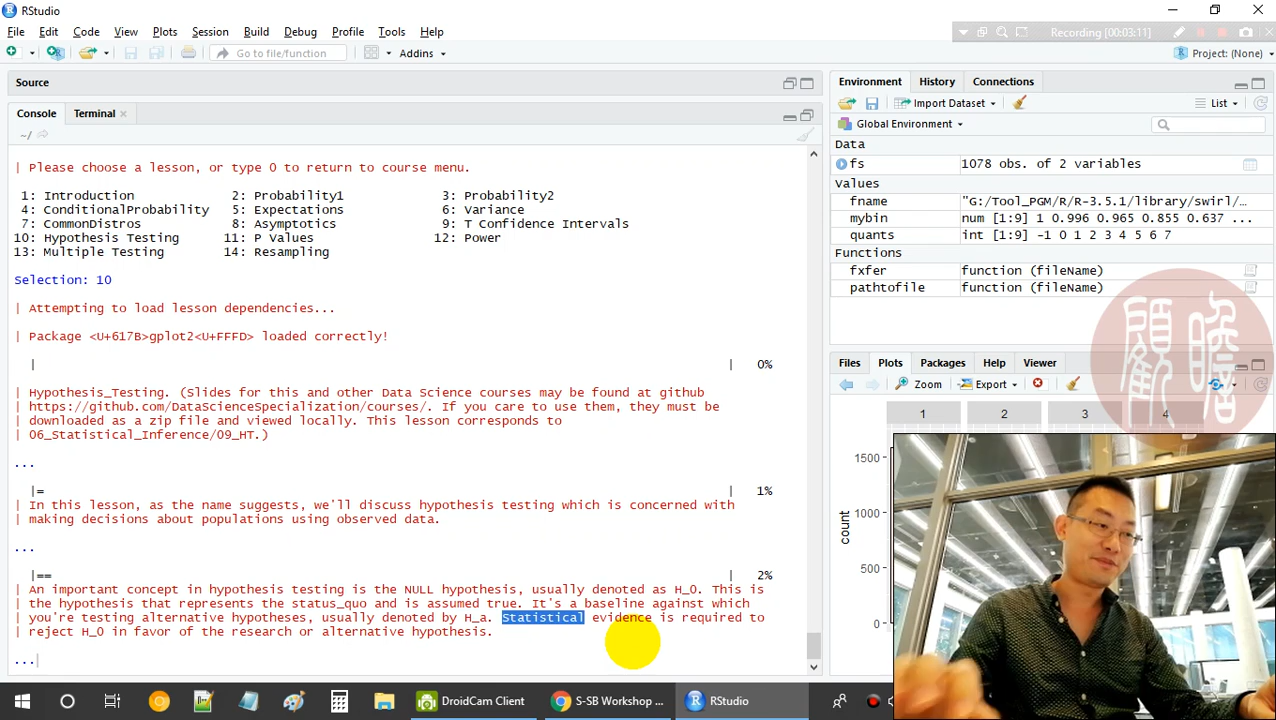 RStudio
File Edit Code View Plots Session Build Debug Profile Tools Help
Recording [00:03:11]
Go to file/function
Addins
Project: (None)
Source
Console Terminal
~/
| Please choose a lesson, or type 0 to return to course menu.
1: Introduction 2: Probability1 3: Probability2
4: ConditionalProbability 5: Expectations 6: Variance
7: CommonDistros 8: Asymptotics 9: T Confidence Intervals
10: Hypothesis Testing 11: P Values 12: Power
13: Multiple Testing 14: Resampling
Selection: 10
| Attempting to load lesson dependencies...
| Package <U+617B>gplot2<U+FFFD> loaded correctly!
| | 0%
| Hypothesis_Testing. (Slides for this and other Data Science courses may be found at github
| https://github.com/DataScienceSpecialization/courses/. If you care to use them, they must be
| downloaded as a zip file and viewed locally. This lesson corresponds to
| 06_Statistical_Inference/09_HT.)
...
|= | 1%
| In this lesson, as the name suggests, we'll discuss hypothesis testing which is concerned with
| making decisions about populations using observed data.
...
|== | 2%
| An important concept in hypothesis testing is the NULL hypothesis, usually denoted as H_0. This is
| the hypothesis that represents the status_quo and is assumed true. It's a baseline against which
| you're testing alternative hypotheses, usually denoted by H_a. Statistical evidence is required to
| reject H_0 in favor of the research or alternative hypothesis.
...
Environment History Connections
Import Dataset
List
Global Environment
Data
fs 1078 obs. of 2 variables
Values
fname "G:/Tool_PGM/R/R-3.5.1/library/swirl/…
mybin num [1:9] 1 0.996 0.965 0.855 0.637 ...
quants int [1:9] -1 0 1 2 3 4 5 6 7
Functions
fxfer function (fileName)
pathtofile function (fileName)
Files Plots Packages Help Viewer
Zoom Export
1 2 3 4
1500
1000
500
0
count
DroidCam Client
S-SB Workshop ...
RStudio